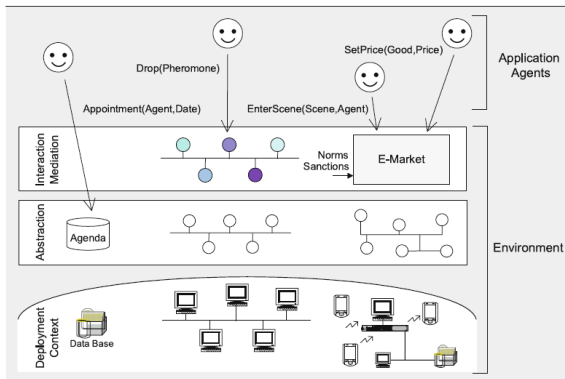 SetPrice(Good,Price)
Application
Agents
Drop(Pheromone)
Appointment(Agent,Date)
EnterScene(Scene,Agent)
Interaction
Mediation
Norms
Sanctions
E-Market
Abstraction
Agenda
Environment
Deployment
Context
Data Base